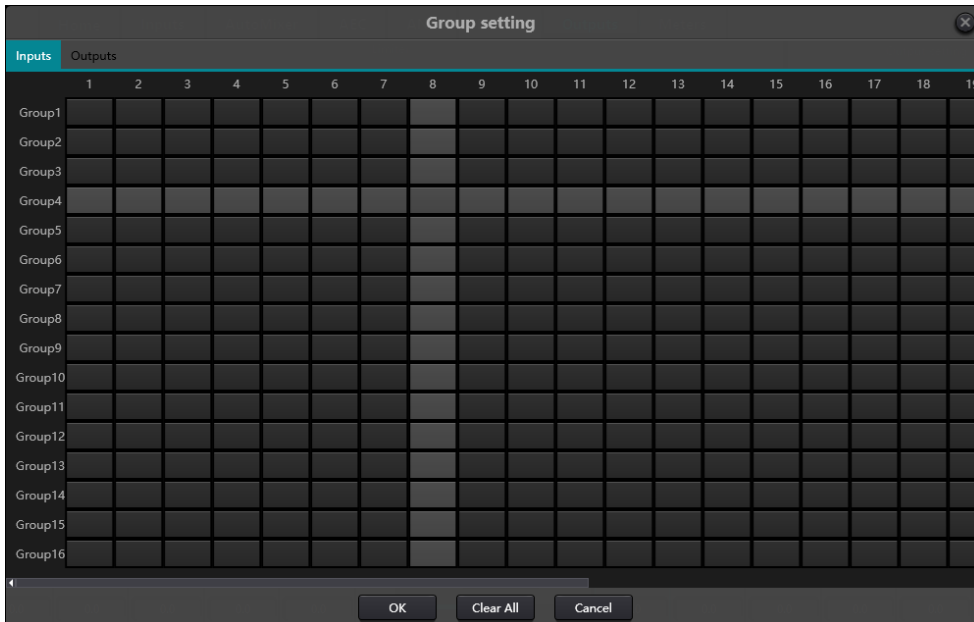 Group setting
Inputs Outputs
1 2 3 4 5 6 7 8 9 10 11 12 13 14 15 16 17 18
Group1
Group2
Group3
Group4
Group5
Group6
Group7
Group8
Group9
Group10
Group11
Group12
Group13
Group14
Group15
Group16
OK Clear All Cancel